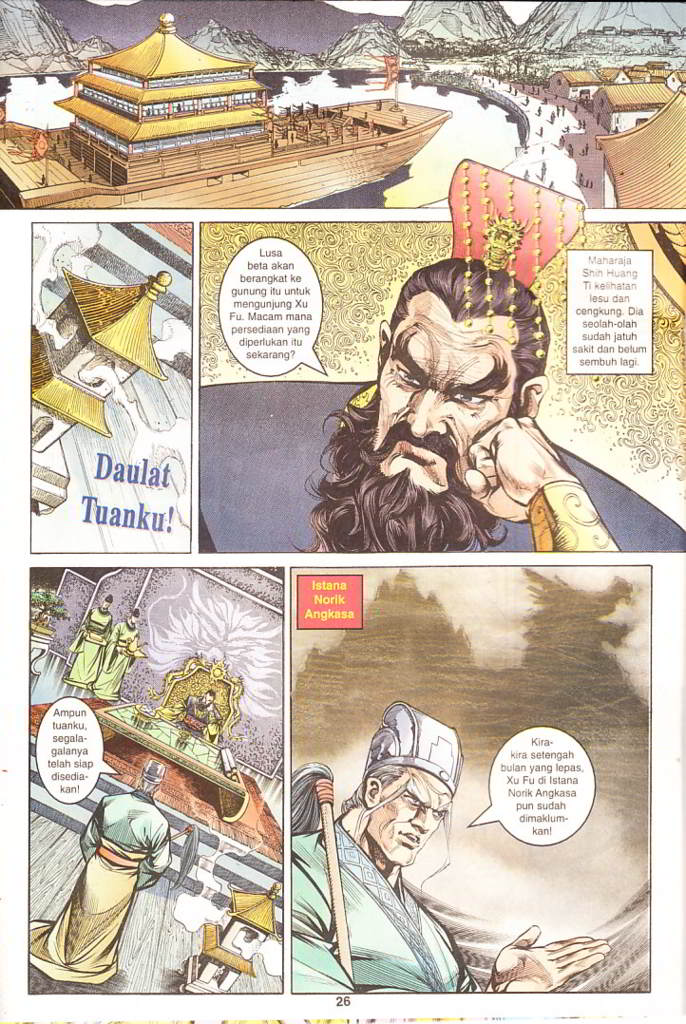 Lusa
beta akan
berangkat ke
gunung itu untuk
mengunjung Xu
Fu. Macam mana
persediaan yang
diperlukan itu
sekarang?
Maharaja
Shih Huang
Ti kelihatan
lesu dan
cengkung. Dia
seolah-olah
sudah jatuh
sakit dan belum
sembuh lagi.
Daulat
Tuanku!
Ampun
tuanku,
segala-
galanya
telah siap
disedia-
kan!
Istana
Norik
Angkasa
Kira-
kira setengah
bulan yang lepas,
Xu Fu di Istana
Norik Angkasa
pun sudah
dimaklum-
kan!
26